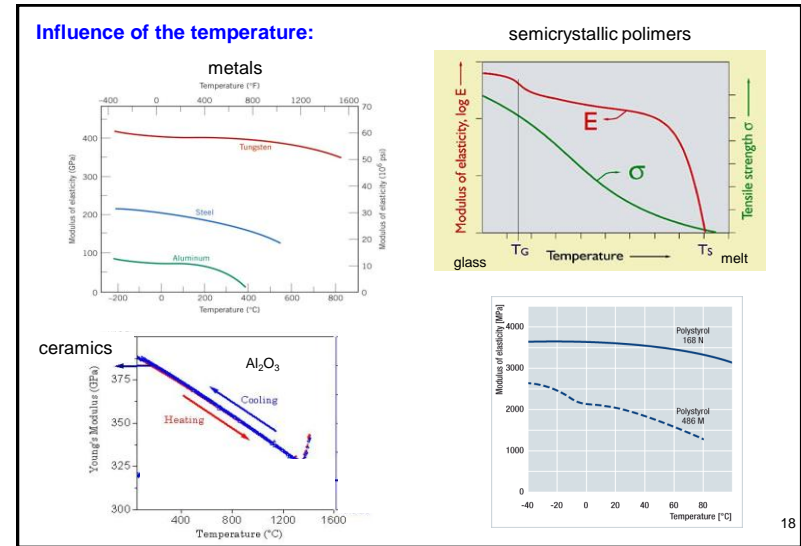 Influence of the temperature:
metals
Temperature (°F)
−400 0 400 800 1200 1600
Modulus of elasticity (GPa)
400
300
200
100
0
Tungsten
Steel
Aluminum
70
60
50
40
30
20
10
0
Modulus of elasticity (10⁶ psi)
−200 0 200 400 600 800
Temperature (°C)
semicrystallic polimers
Modulus of elasticity, log E
E
σ
Tensile strength σ
TG Temperature TS
glass
melt
ceramics
Al₂O₃
Young's Modulus (GPa)
375
350
325
300
Cooling
Heating
400 800 1200 1600
Temperature (°C)
Modulus of elasticity [MPa]
4000
3000
2000
1000
0
Polystyrol
168 N
Polystyrol
486 M
-40 -20 0 20 40 60 80
Temperature [°C]
18